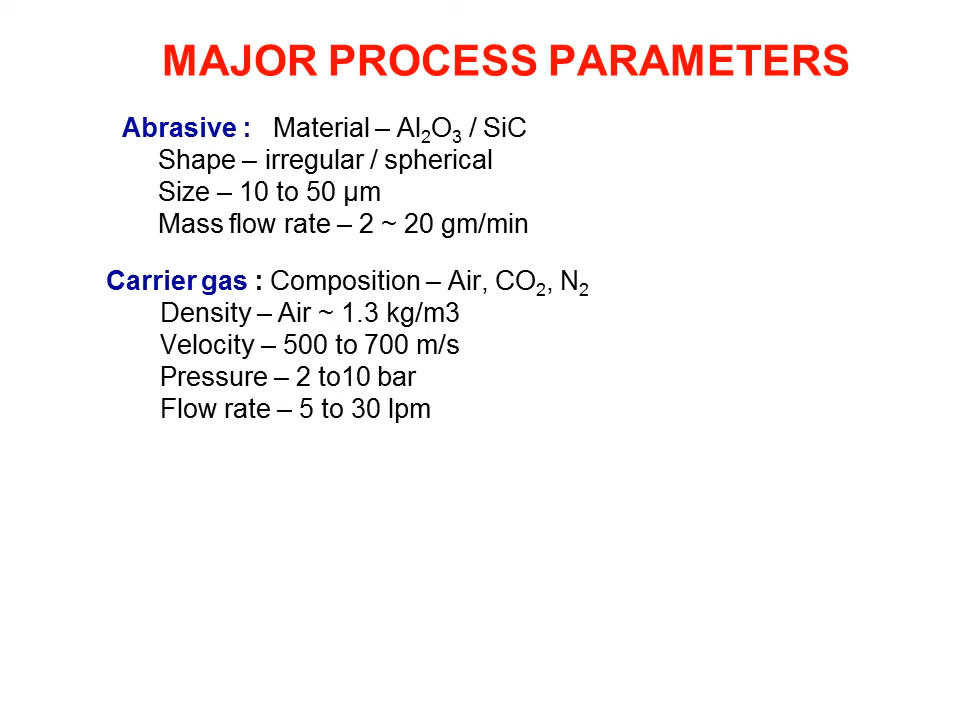 MAJOR PROCESS PARAMETERS
Abrasive : Material – Al₂O₃ / SiC
Shape – irregular / spherical
Size – 10 to 50 μm
Mass flow rate – 2 ~ 20 gm/min
Carrier gas : Composition – Air, CO₂, N₂
Density – Air ~ 1.3 kg/m3
Velocity – 500 to 700 m/s
Pressure – 2 to10 bar
Flow rate – 5 to 30 lpm